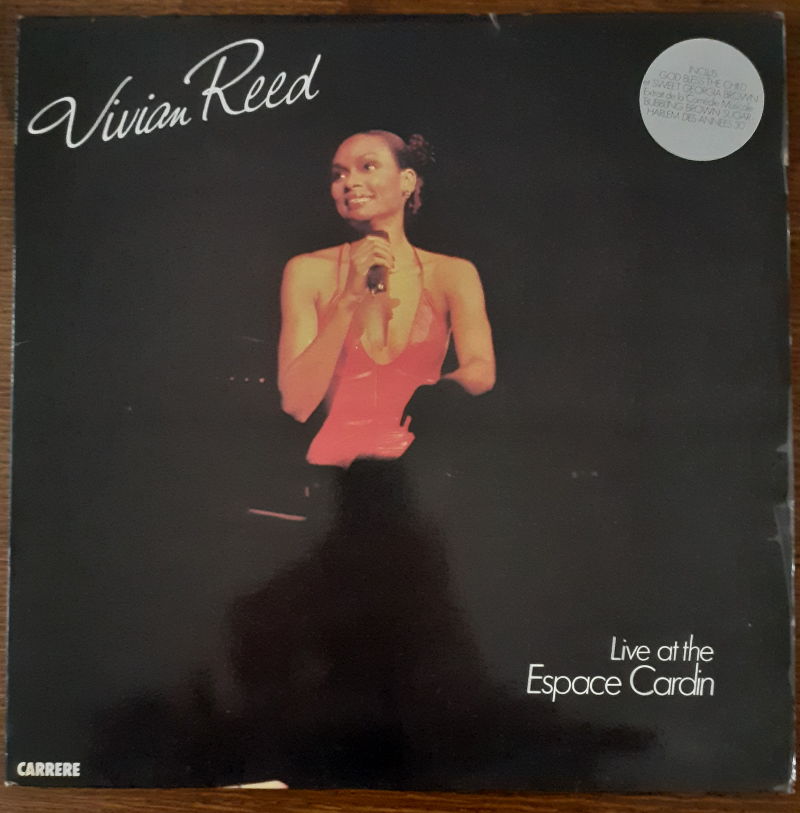 Vivian Reed
INCLUS
GOD BLESS THE CHILD
et SWEET GEORGIA BROWN
Extrait de la Comédie Musicale
BUBBLING BROWN SUGAR
HARLEM DES ANNEES 30
Live at the
Espace Cardin
CARRERE